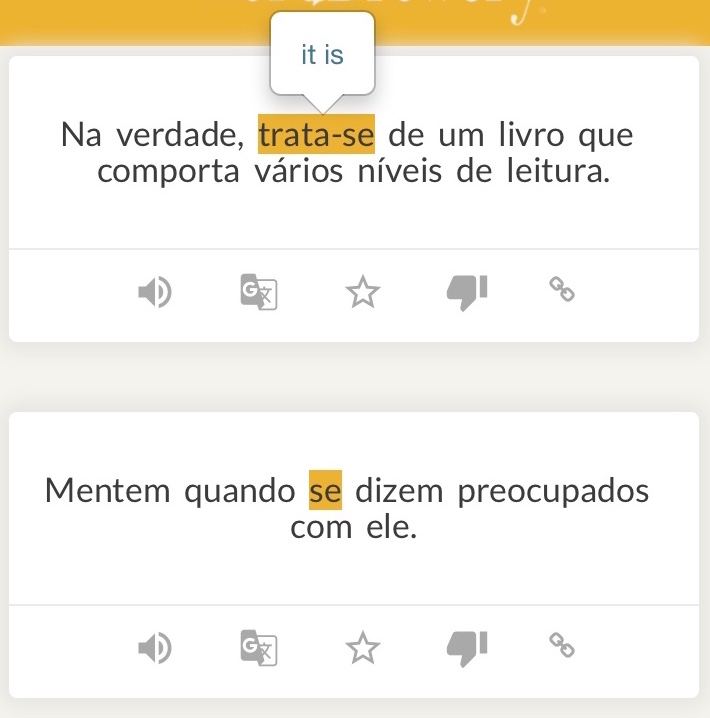 it is
Na verdade, trata-se de um livro que
comporta vários níveis de leitura.
Mentem quando se dizem preocupados
com ele.